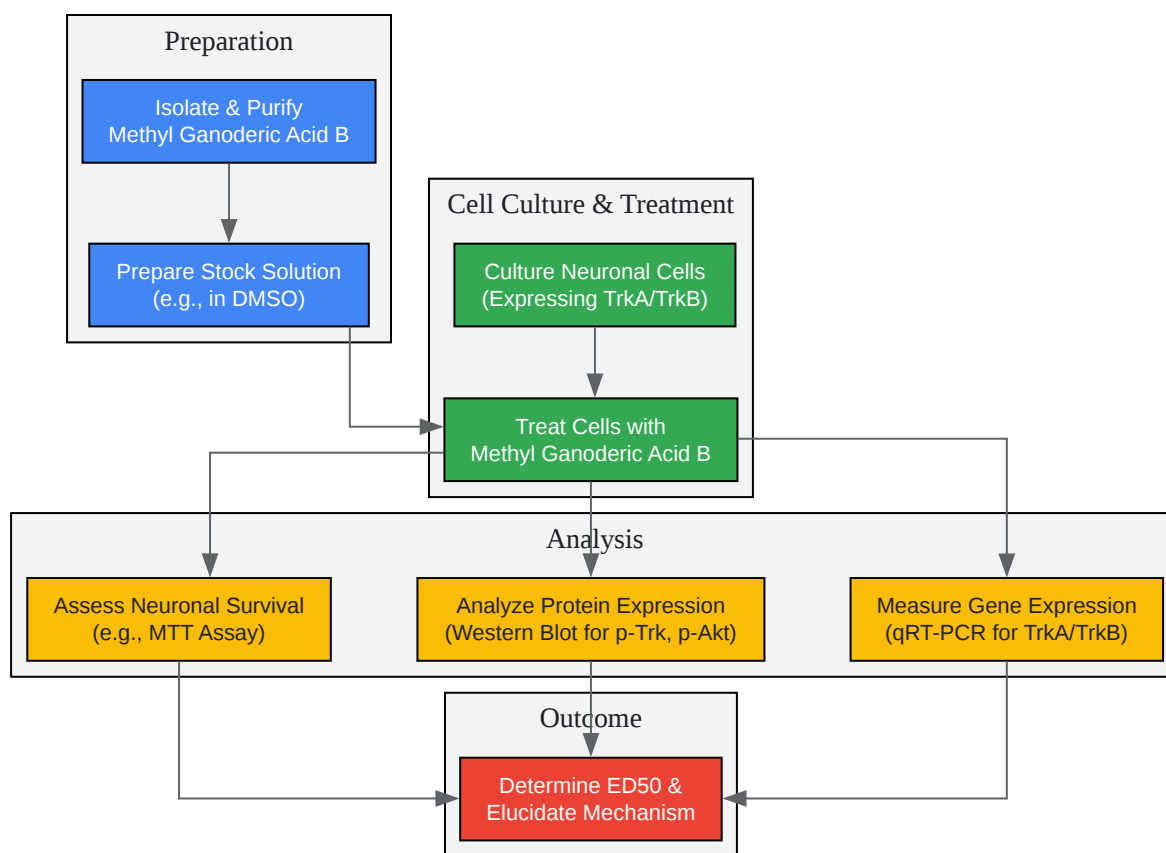 Preparation
Isolate & Purify
Methyl Ganoderic Acid B
Prepare Stock Solution
(e.g., in DMSO)
Cell Culture & Treatment
Culture Neuronal Cells
(Expressing TrkA/TrkB)
Treat Cells with
Methyl Ganoderic Acid B
Analysis
Assess Neuronal Survival
(e.g., MTT Assay)
Analyze Protein Expression
(Western Blot for p-Trk, p-Akt)
Measure Gene Expression
(qRT-PCR for TrkA/TrkB)
Outcome
Determine ED50 &
Elucidate Mechanism